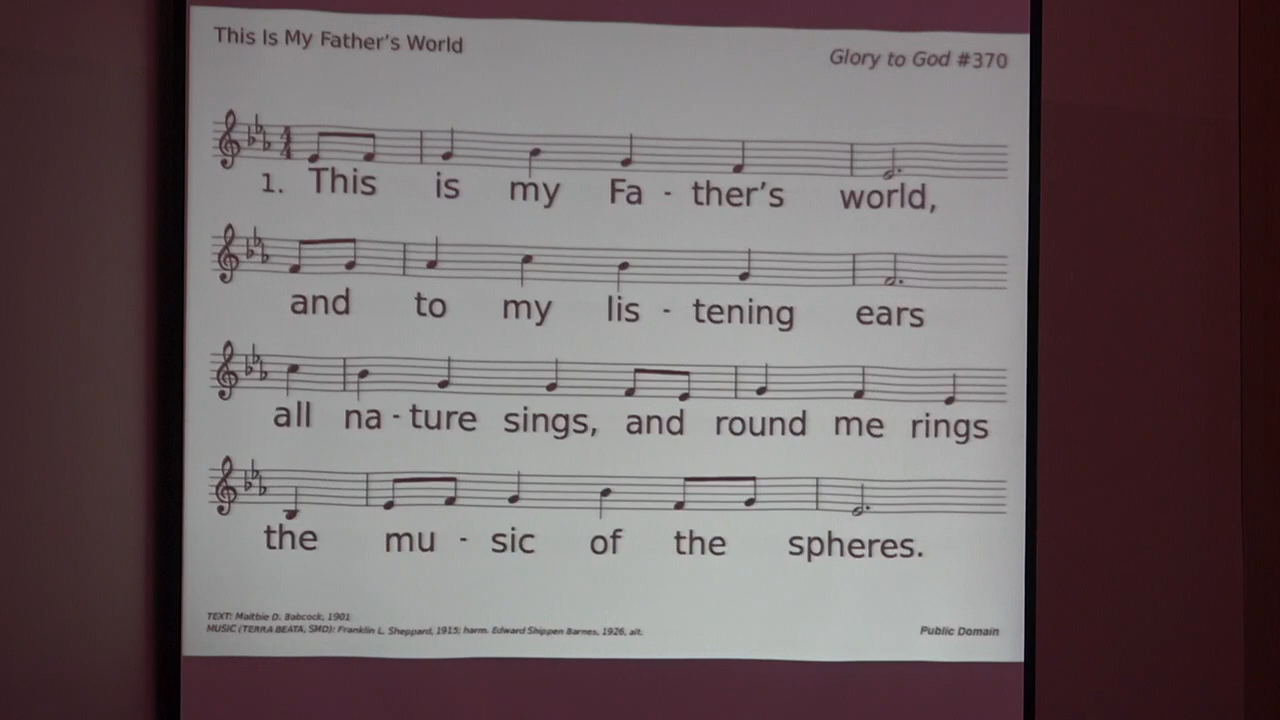 This Is My Father's World
Glory to God #370
1. This is my Fa - ther's world,
and to my lis - tening ears
all na - ture sings, and round me rings
the mu - sic of the spheres.
TEXT: Maltbie D. Babcock, 1901
MUSIC (TERRA BEATA, SMD): Franklin L. Sheppard, 1915; harm. Edward Shippen Barnes, 1926, alt.
Public Domain